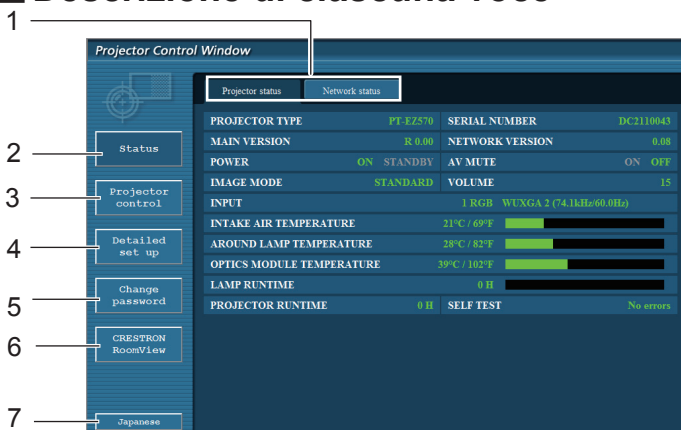 1
Projector Control Window
Projector status Network status
PROJECTOR TYPE PT-EZ570 SERIAL NUMBER DC2110043
MAIN VERSION R 0.00 NETWORK VERSION 0.08
POWER ON STANDBY AV MUTE ON OFF
IMAGE MODE STANDARD VOLUME 15
INPUT 1 RGB WUXGA 2 (74.1kHz/60.0Hz)
INTAKE AIR TEMPERATURE 21°C / 69°F
AROUND LAMP TEMPERATURE 28°C / 82°F
OPTICS MODULE TEMPERATURE 39°C / 102°F
LAMP RUNTIME 0 H
PROJECTOR RUNTIME 0 H SELF TEST No errors
2
Status
3
Projector
control
4
Detailed
set up
5
Change
password
6
CRESTRON
RoomView
7
Japanese